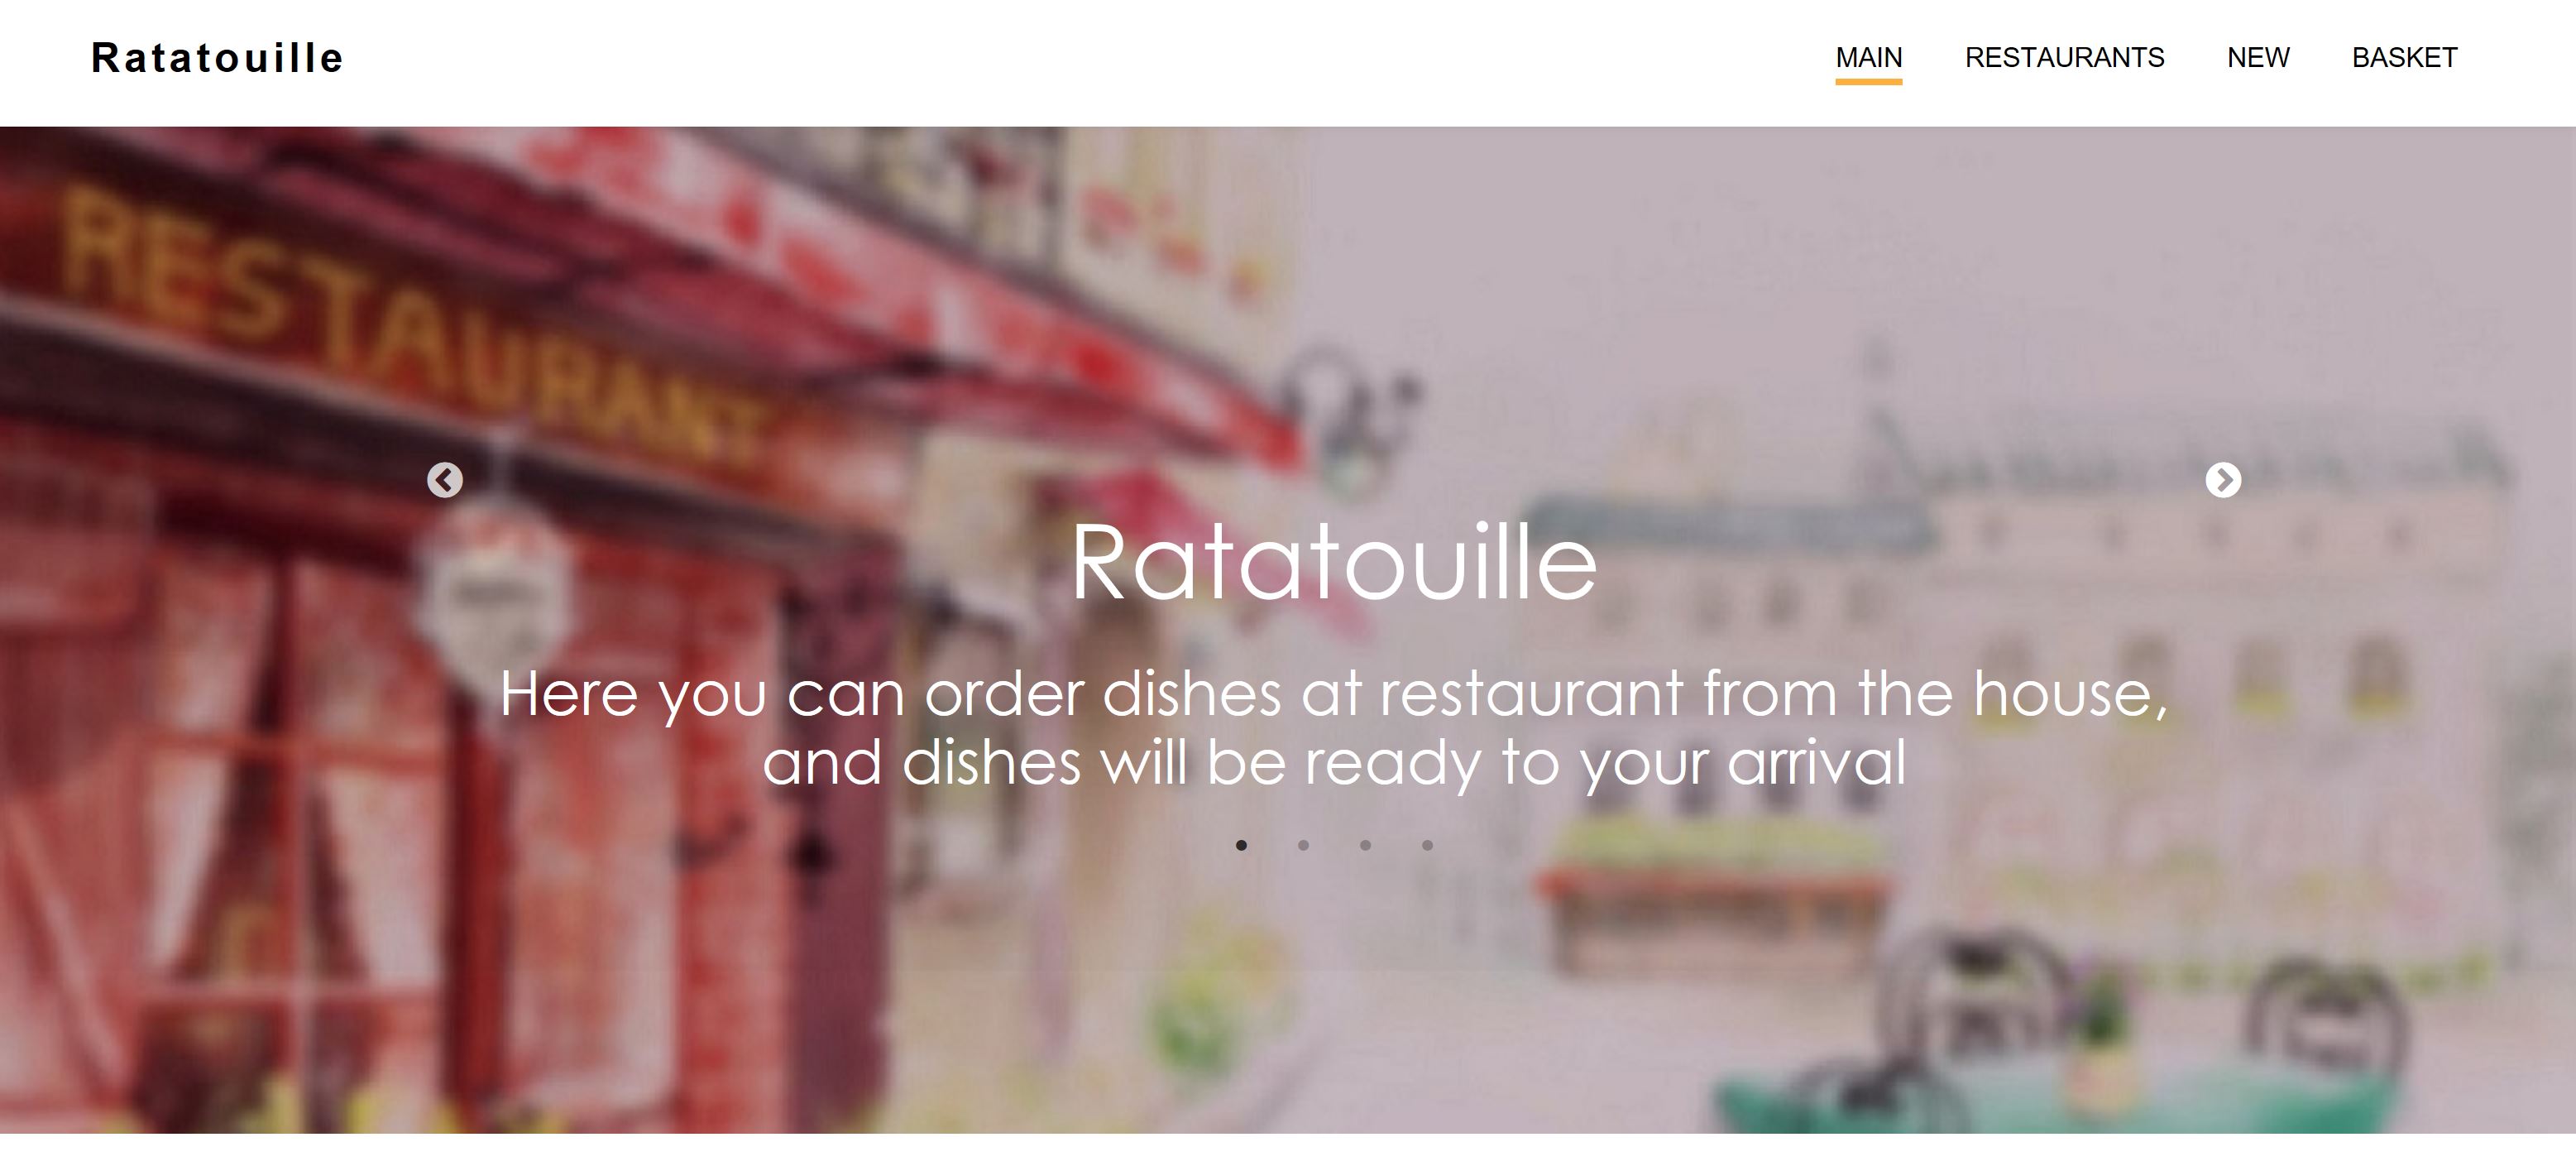 Ratatouille
MAIN RESTAURANTS NEW BASKET
RESTAURANT
Ratatouille
Here you can order dishes at restaurant from the house,
and dishes will be ready to your arrival